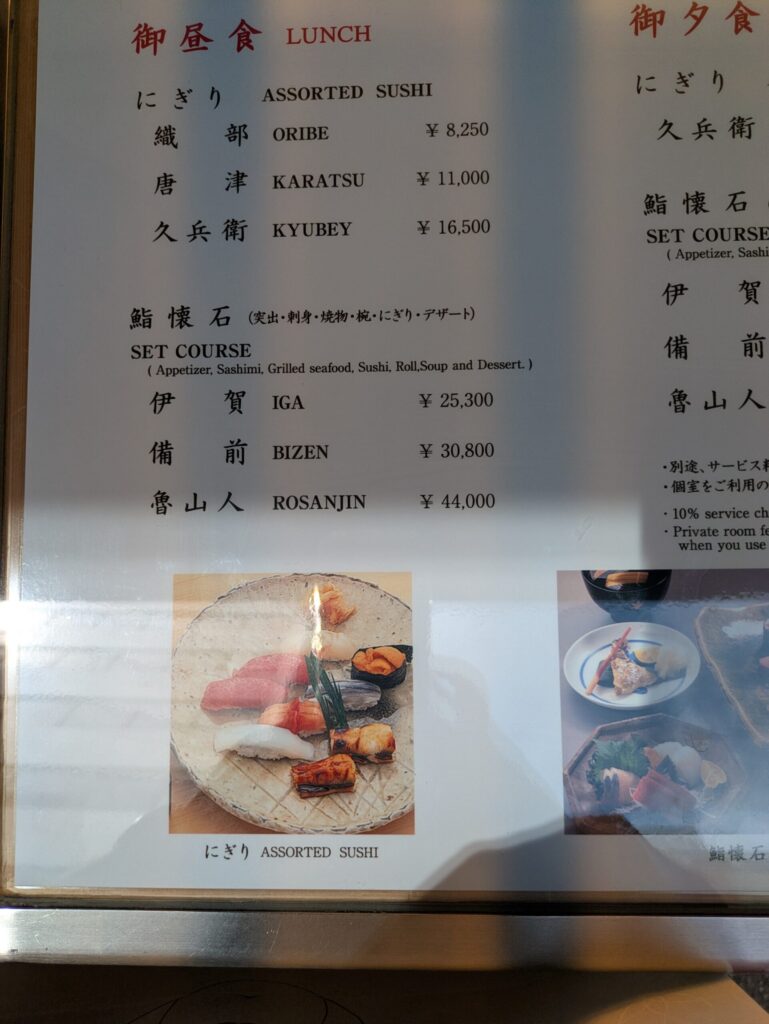 御昼食 LUNCH
にぎり ASSORTED SUSHI
織部 ORIBE ¥ 8,250
唐津 KARATSU ¥ 11,000
久兵衛 KYUBEY ¥ 16,500
鮨懐石 (突出・刺身・焼物・椀・にぎり・デザート)
SET COURSE
( Appetizer, Sashimi, Grilled seafood, Sushi, Roll,Soup and Dessert. )
伊賀 IGA ¥ 25,300
備前 BIZEN ¥ 30,800
魯山人 ROSANJIN ¥ 44,000
にぎり ASSORTED SUSHI
御夕食
にぎり
久兵衛
鮨懐石
SET COURSE
( Appetizer, Sashi
伊賀
備前
魯山人
・別途、サービス料
・個室をご利用の
・10% service ch
・Private room fe
when you use
鮨懐石